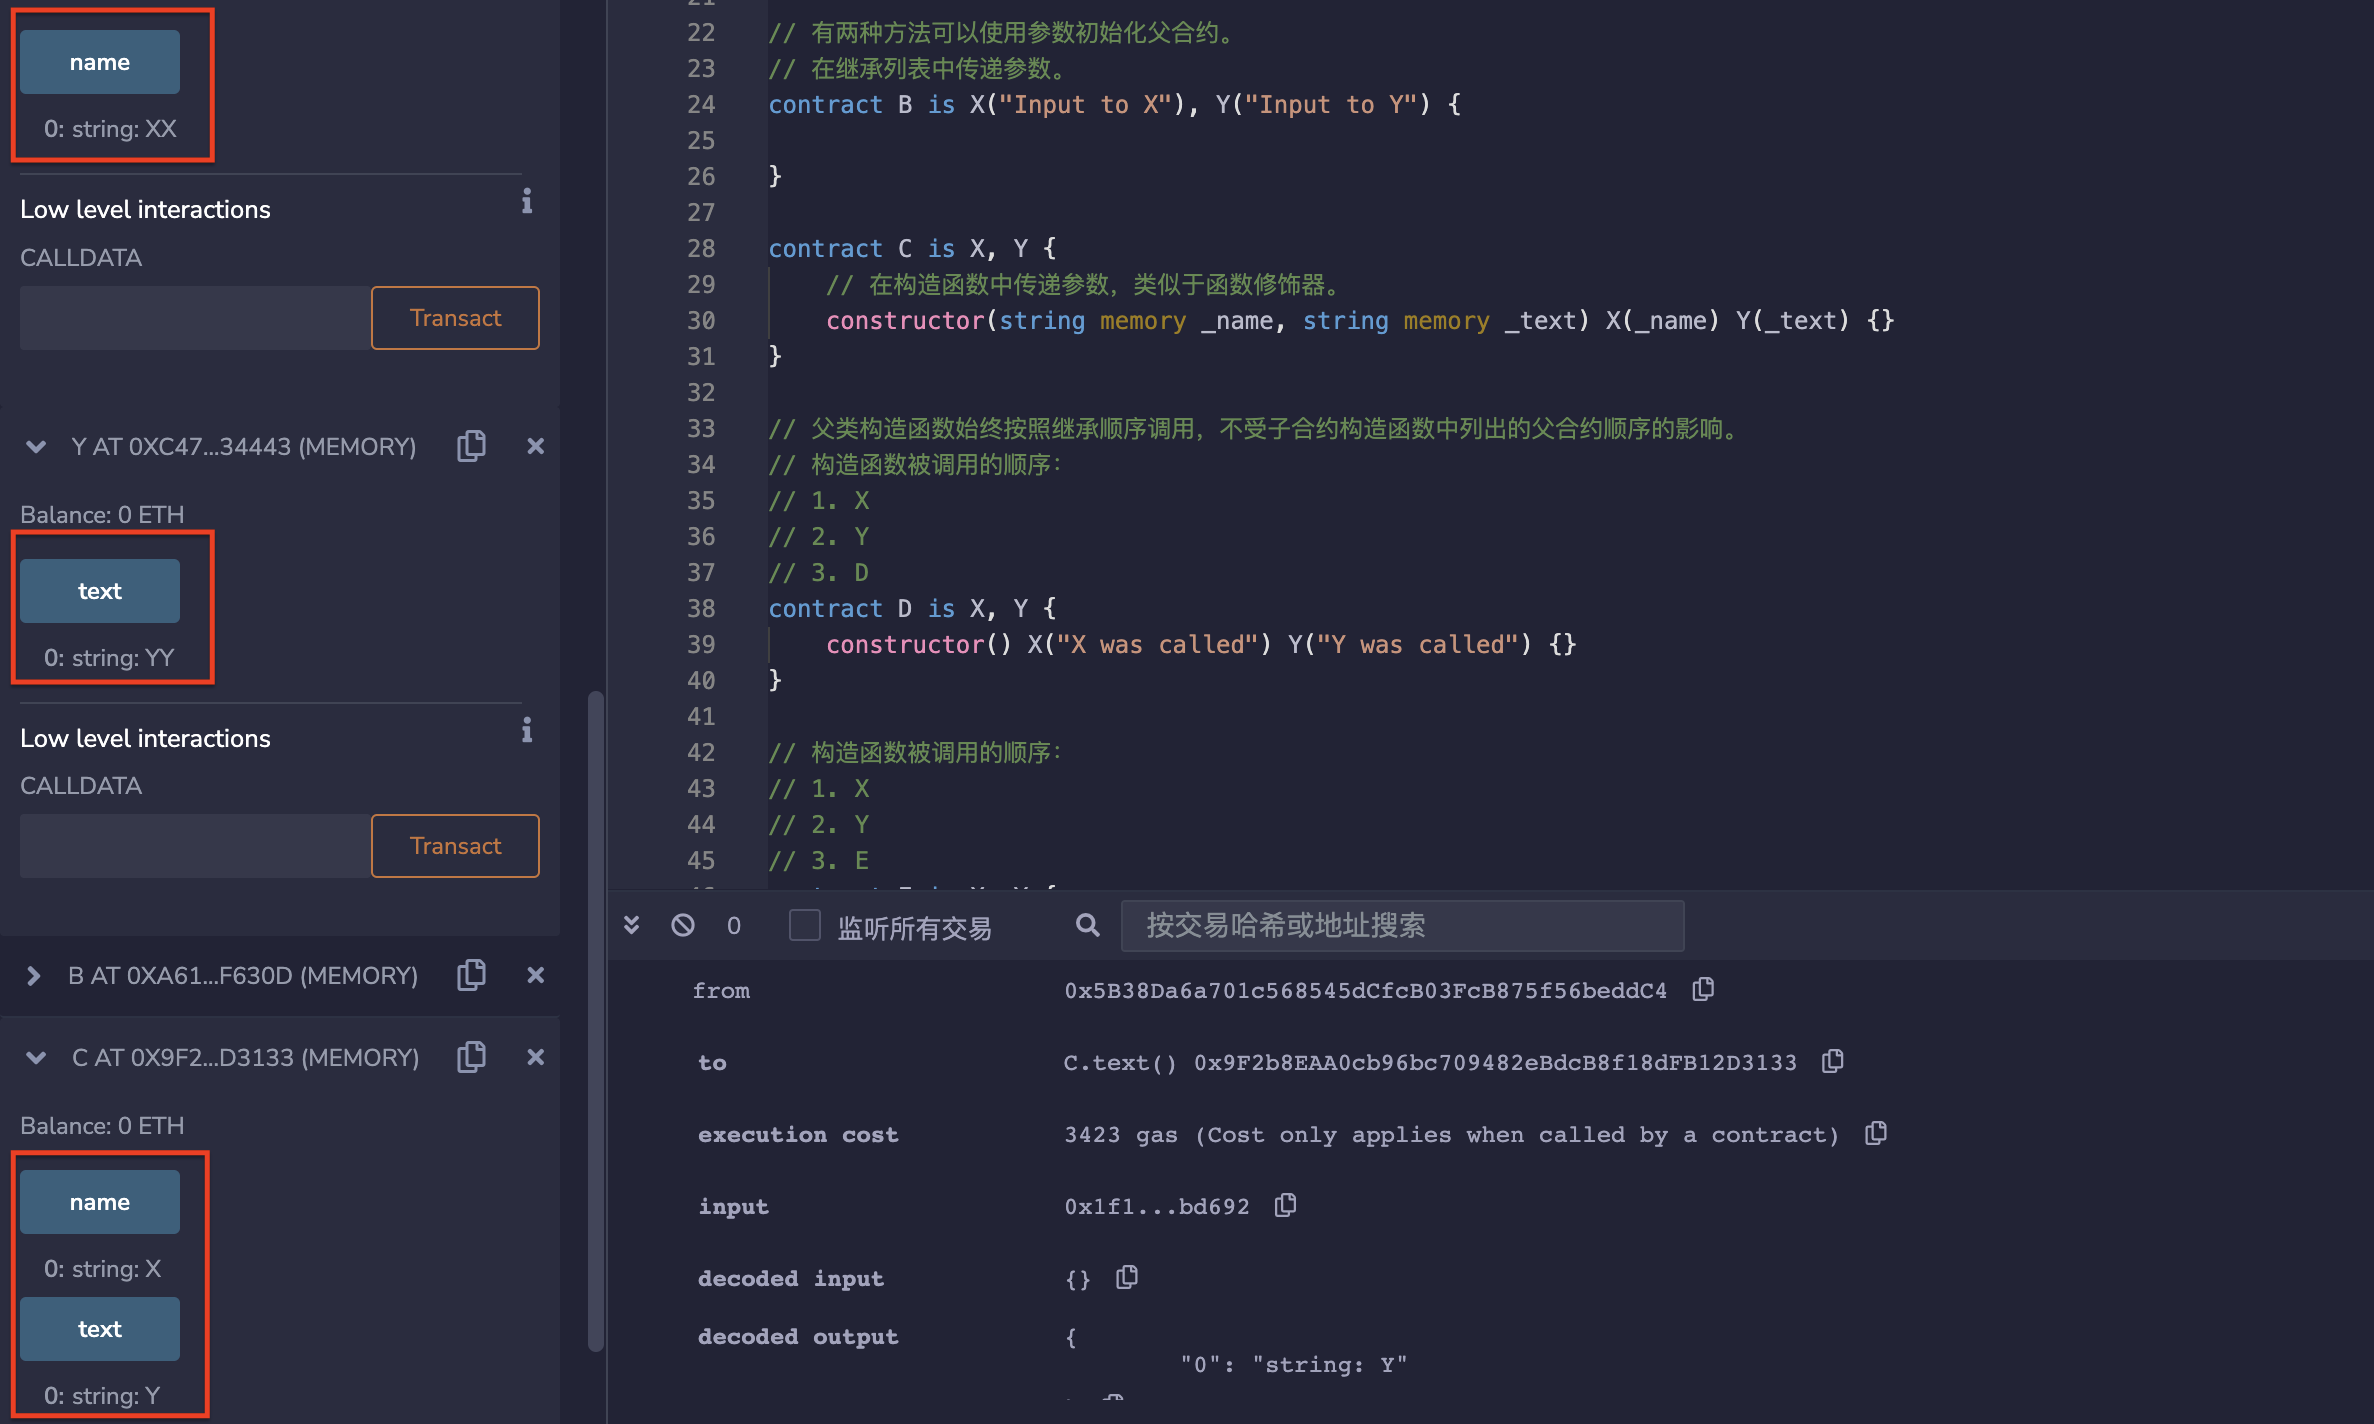 name
0: string: XX
Low level interactions
CALLDATA
Transact
Y AT 0XC47...34443 (MEMORY)
Balance: 0 ETH
text
0: string: YY
Low level interactions
CALLDATA
Transact
B AT 0XA61...F630D (MEMORY)
C AT 0X9F2...D3133 (MEMORY)
Balance: 0 ETH
name
0: string: X
text
0: string: Y
22 // 有两种方法可以使用参数初始化父合约。
23 // 在继承列表中传递参数。
24 contract B is X("Input to X"), Y("Input to Y") {
25
26 }
27
28 contract C is X, Y {
29 // 在构造函数中传递参数，类似于函数修饰器。
30 constructor(string memory _name, string memory _text) X(_name) Y(_text) {}
31 }
32
33 // 父类构造函数始终按照继承顺序调用，不受子合约构造函数中列出的父合约顺序的影响。
34 // 构造函数被调用的顺序：
35 // 1. X
36 // 2. Y
37 // 3. D
38 contract D is X, Y {
39 constructor() X("X was called") Y("Y was called") {}
40 }
41
42 // 构造函数被调用的顺序：
43 // 1. X
44 // 2. Y
45 // 3. E
0 监听所有交易 按交易哈希或地址搜索
from 0x5B38Da6a701c568545dCfcB03FcB875f56beddC4
to C.text() 0x9F2b8EAA0cb96bc709482eBdcB8f18dFB12D3133
execution cost 3423 gas (Cost only applies when called by a contract)
input 0x1f1...bd692
decoded input {}
decoded output {
"0": "string: Y"